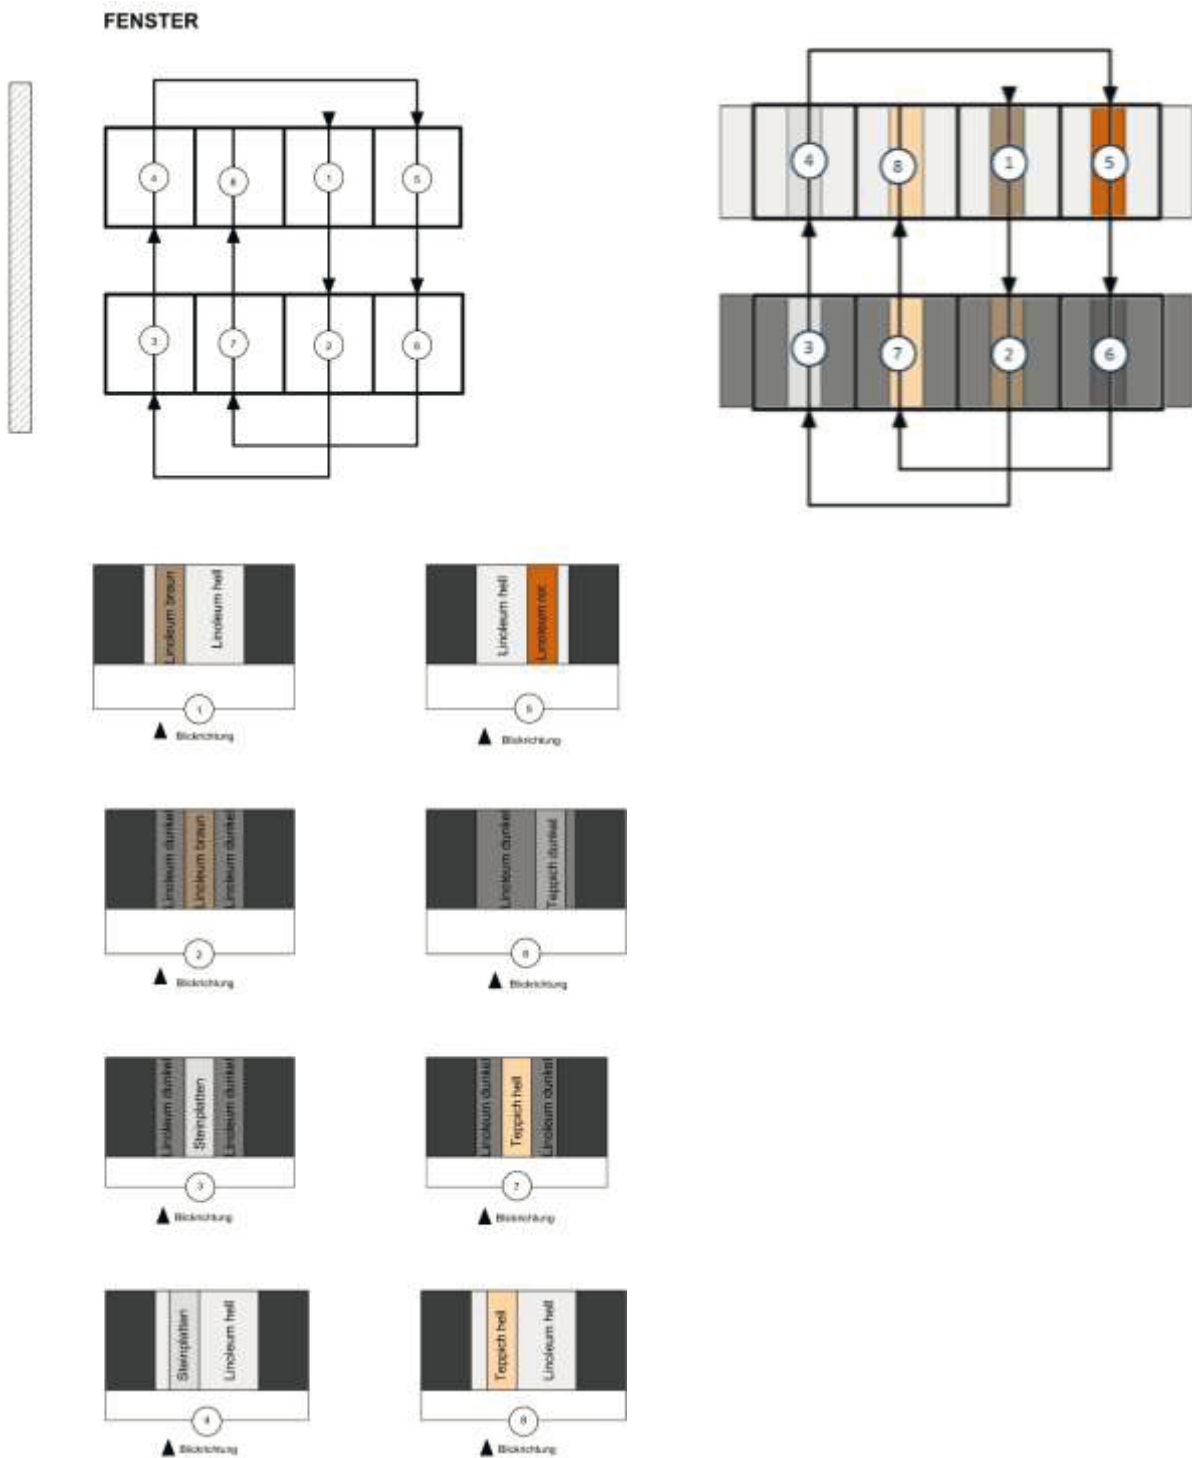 FENSTER
4
8
1
5
3
7
2
6
4
8
1
5
3
7
2
6
Linoleum braun
Linoleum hell
1
Blickrichtung
Linoleum hell
Linoleum rot
5
Blickrichtung
Linoleum dunkel
Linoleum braun
Linoleum dunkel
2
Blickrichtung
Linoleum dunkel
Teppich dunkel
6
Blickrichtung
Linoleum dunkel
Steinplatten
Linoleum dunkel
3
Blickrichtung
Linoleum dunkel
Teppich hell
Linoleum dunkel
7
Blickrichtung
Steinplatten
Linoleum hell
4
Blickrichtung
Teppich hell
Linoleum hell
8
Blickrichtung